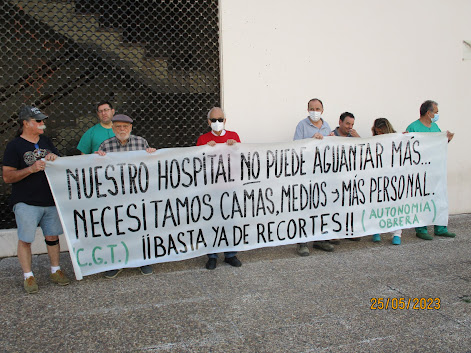 NUESTRO HOSPITAL NO PUEDE AGUANTAR MÁS...
NECESITAMOS CAMAS, MEDIOS Y MÁS PERSONAL.
C.G.T.) ¡¡BASTA YA DE RECORTES!! (AUTONOMIA)
OBRERA
25/05/2023